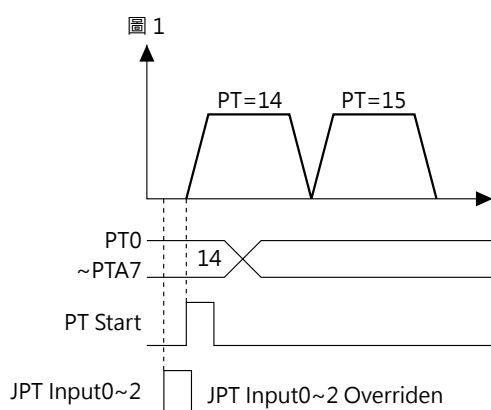 圖 1
PT=14 PT=15
PT0
~PTA7
14
PT Start
JPT Input0~2
JPT Input0~2 Overriden